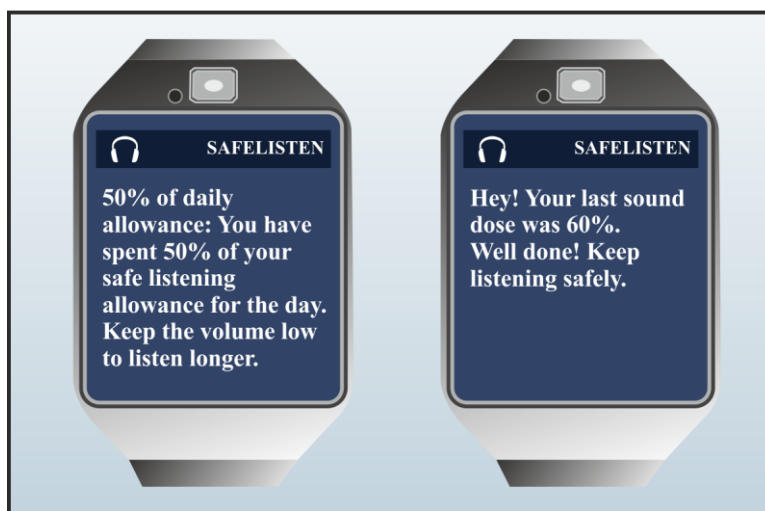 SAFELISTEN
50% of daily
allowance: You have
spent 50% of your
safe listening
allowance for the day.
Keep the volume low
to listen longer.
SAFELISTEN
Hey! Your last sound
dose was 60%.
Well done! Keep
listening safely.